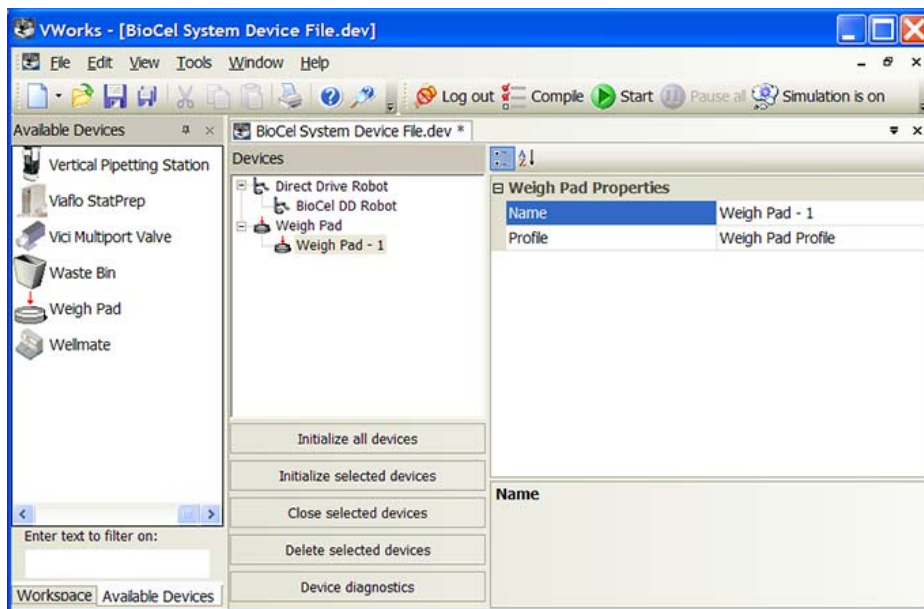 VWorks - [BioCel System Device File.dev]
File Edit View Tools Window Help
Log out Compile Start Pause all Simulation is on
Available Devices
Vertical Pipetting Station
Viaflo StatPrep
Vici Multiport Valve
Waste Bin
Weigh Pad
Wellmate
Enter text to filter on:
Workspace Available Devices
BioCel System Device File.dev *
Devices
Direct Drive Robot
BioCel DD Robot
Weigh Pad
Weigh Pad - 1
Initialize all devices
Initialize selected devices
Close selected devices
Delete selected devices
Device diagnostics
Weigh Pad Properties
Name Weigh Pad - 1
Profile Weigh Pad Profile
Name